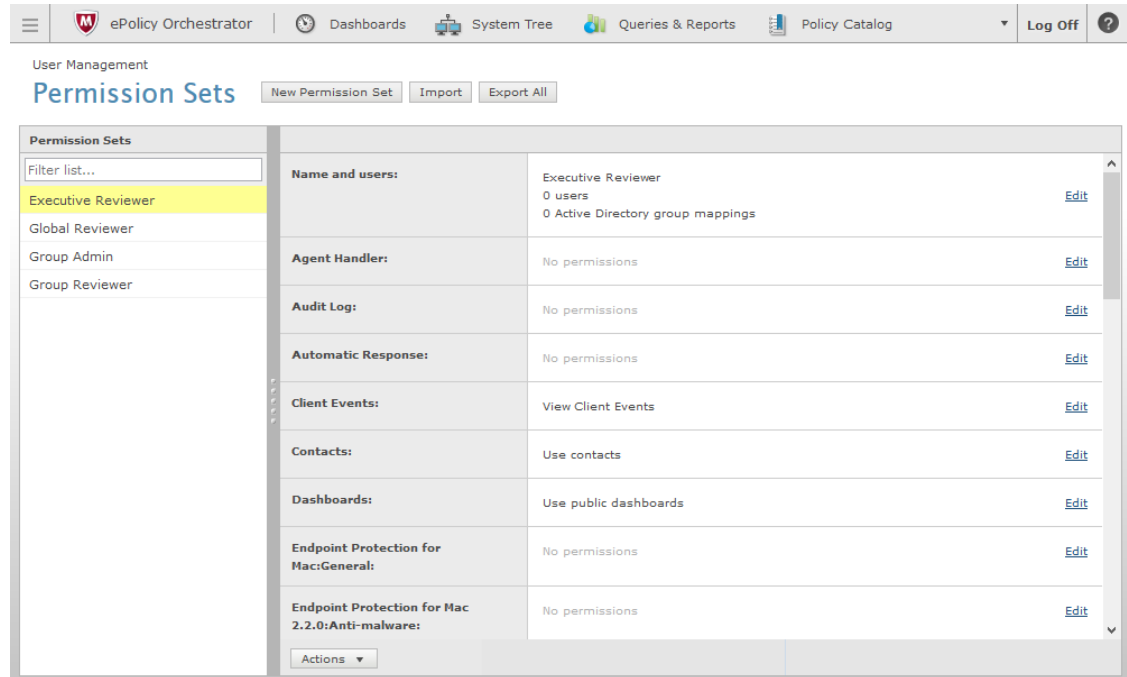 ePolicy Orchestrator Dashboards System Tree Queries & Reports Policy Catalog Log Off ?
User Management
Permission Sets New Permission Set Import Export All
Permission Sets
Filter list...
Executive Reviewer
Global Reviewer
Group Admin
Group Reviewer
Name and users:
Executive Reviewer
0 users
0 Active Directory group mappings
Edit
Agent Handler: No permissions Edit
Audit Log: No permissions Edit
Automatic Response: No permissions Edit
Client Events: View Client Events Edit
Contacts: Use contacts Edit
Dashboards: Use public dashboards Edit
Endpoint Protection for
Mac:General:
No permissions Edit
Endpoint Protection for Mac
2.2.0:Anti-malware:
No permissions Edit
Actions